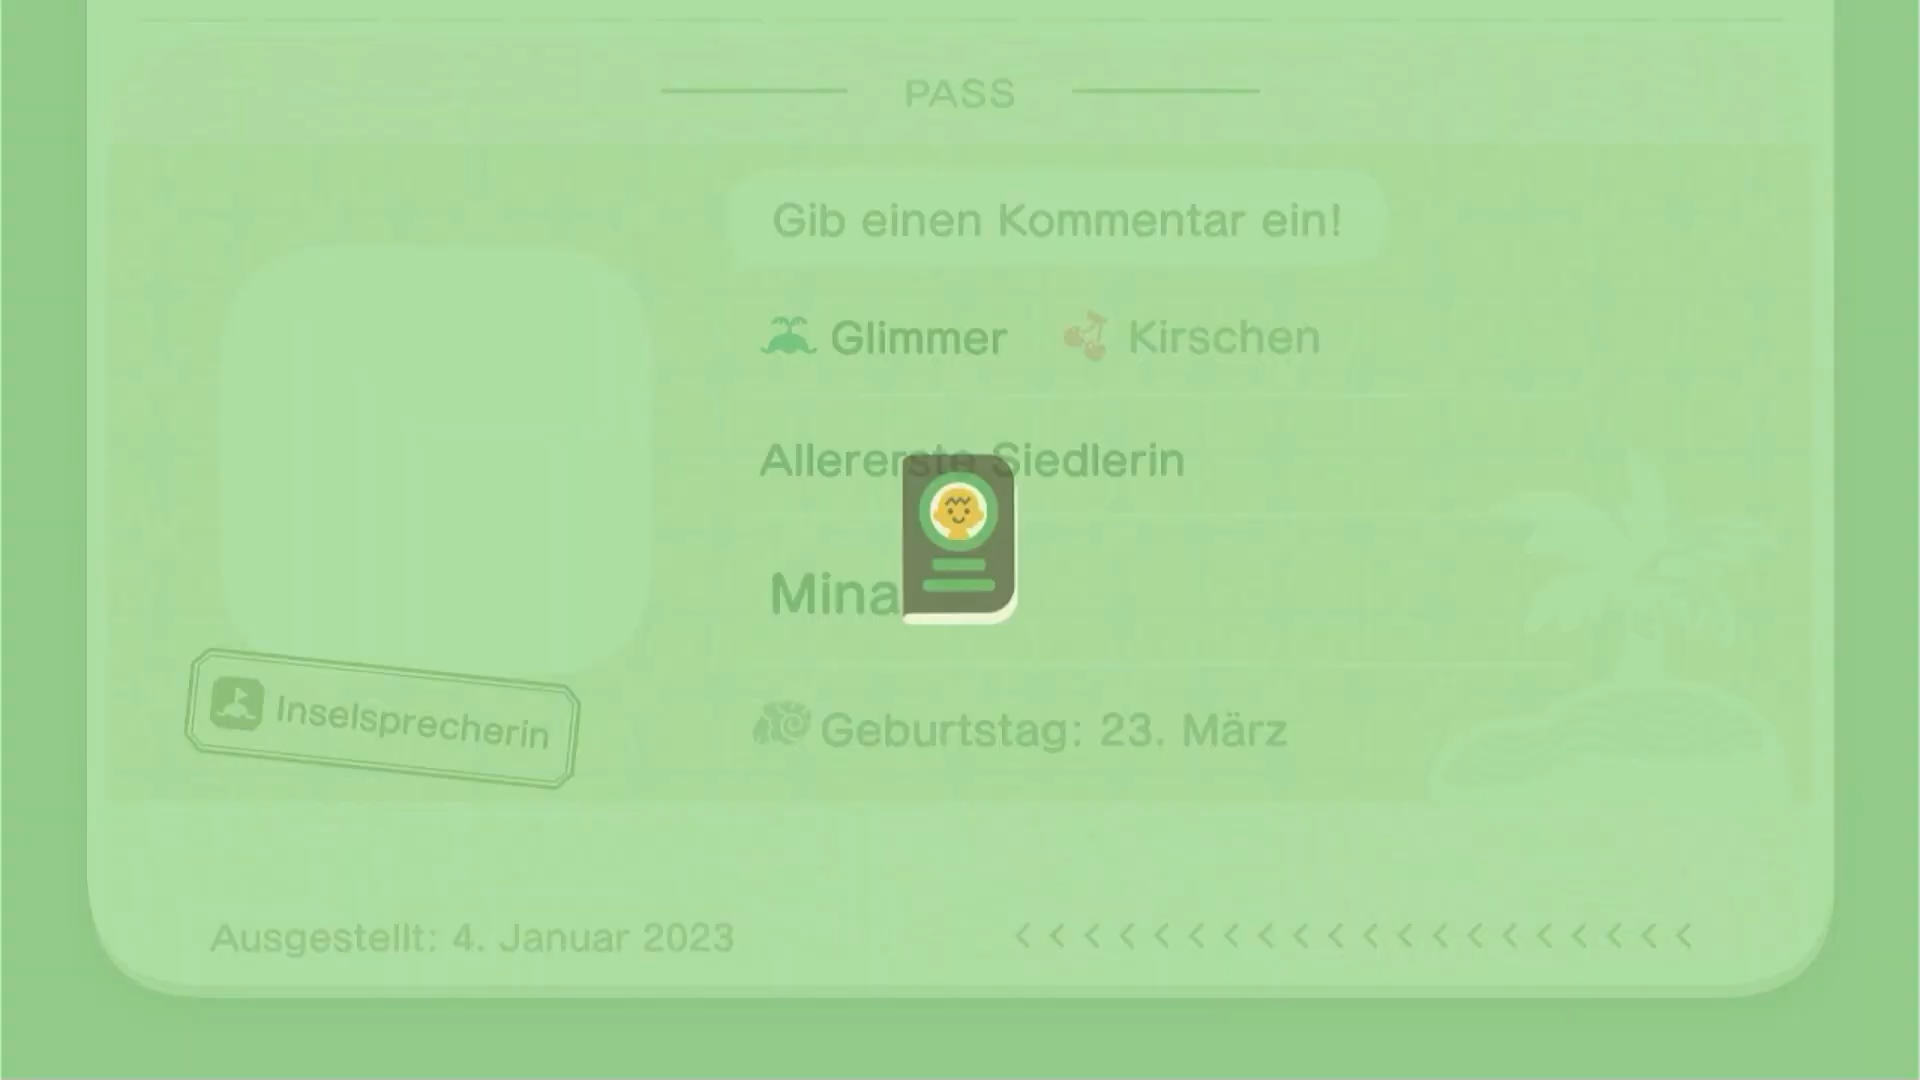 PASS
Gib einen Kommentar ein!
Glimmer Kirschen
Allererste Siedlerin
Mina
Inselsprecherin
Geburtstag: 23. März
Ausgestellt: 4. Januar 2023 <<<<<<<<<<<<<<<<<<<<